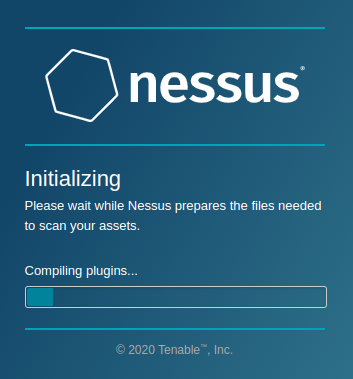 nessus®
Initializing
Please wait while Nessus prepares the files needed
to scan your assets.
Compiling plugins...
© 2020 Tenable™, Inc.